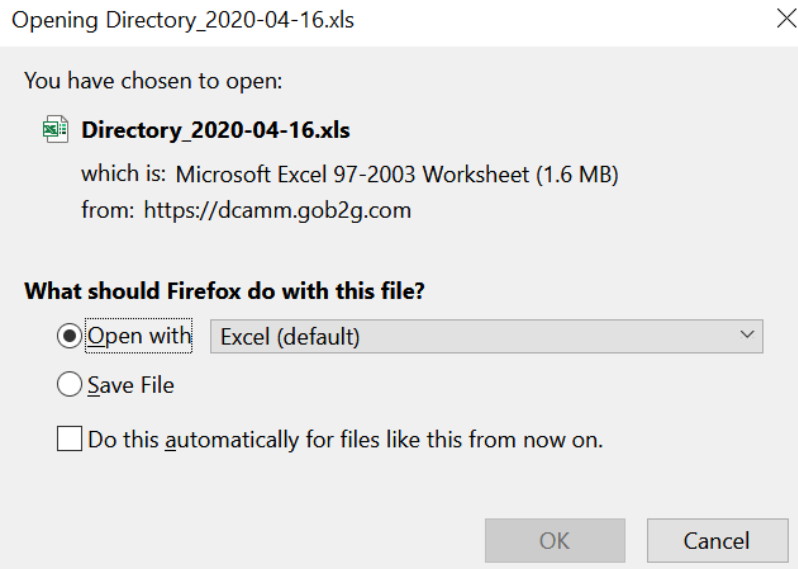 Opening Directory_2020-04-16.xls
You have chosen to open:
Directory_2020-04-16.xls
which is: Microsoft Excel 97-2003 Worksheet (1.6 MB)
from: https://dcamm.gob2g.com
What should Firefox do with this file?
Open with Excel (default)
Save File
Do this automatically for files like this from now on.
OK Cancel